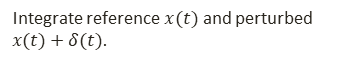 Integrate reference 𝑥(𝑡) and perturbed
𝑥(𝑡) + 𝛿(𝑡).